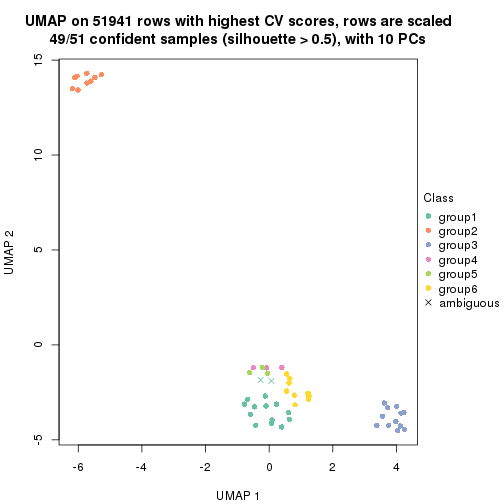 UMAP on 51941 rows with highest CV scores, rows are scaled
49/51 confident samples (silhouette > 0.5), with 10 PCs
15
10
5
0
-5
UMAP 2
-6
-4
-2
0
2
4
UMAP 1
Class
group1
group2
group3
group4
group5
group6
ambiguous